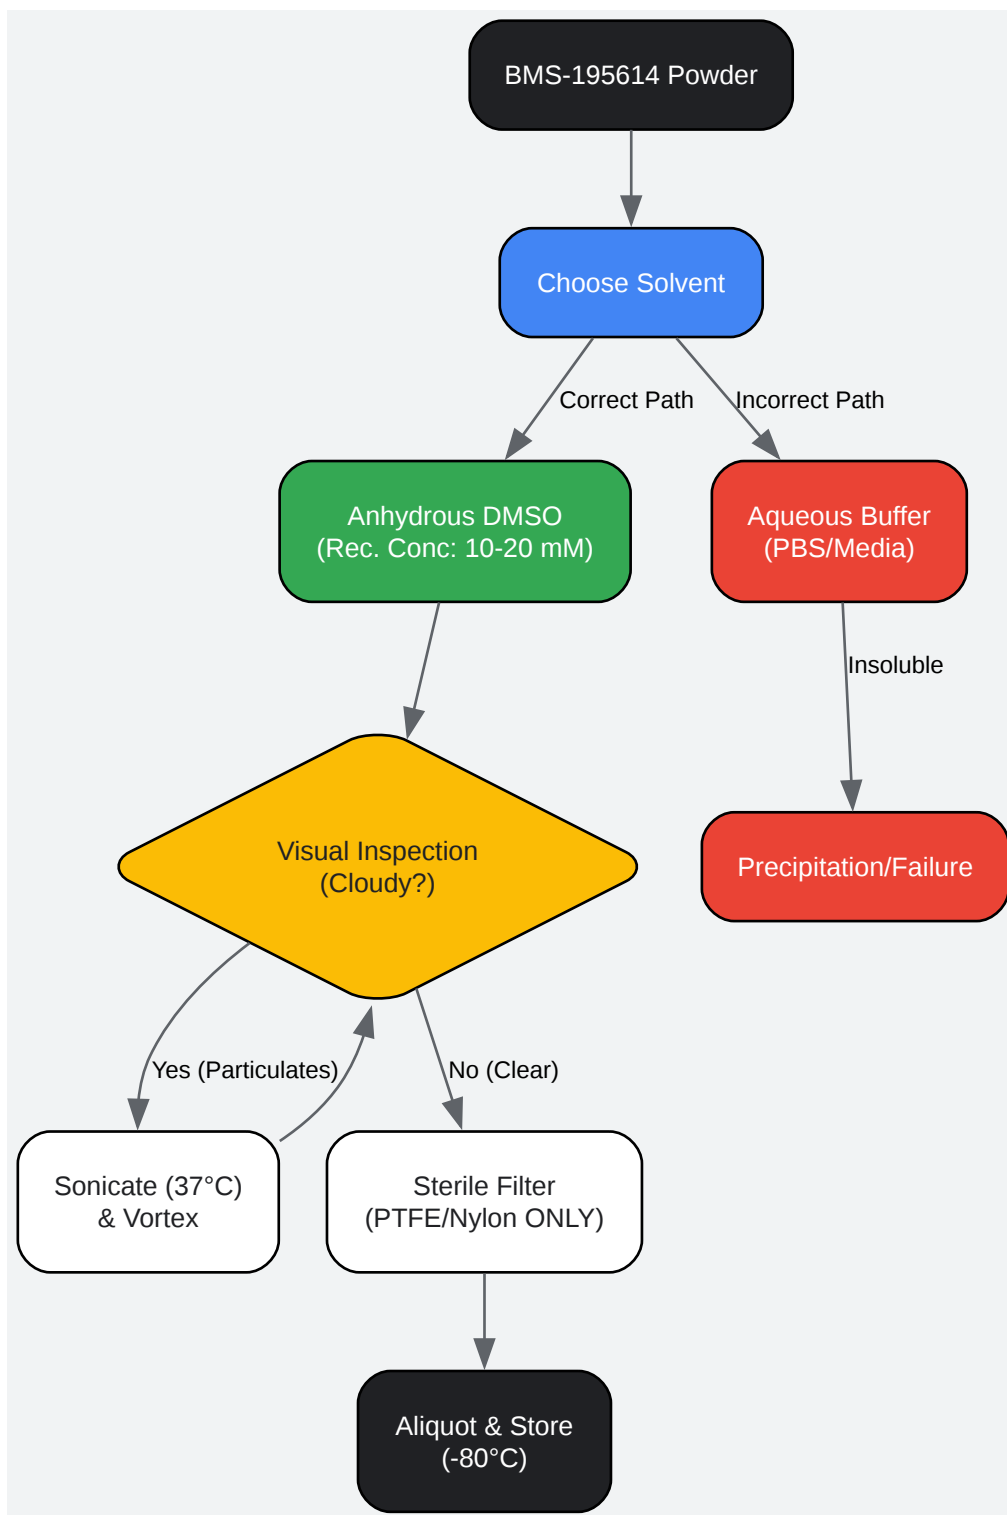 BMS-195614 Powder
Choose Solvent
Correct Path
Incorrect Path
Anhydrous DMSO
(Rec. Conc: 10-20 mM)
Aqueous Buffer
(PBS/Media)
Insoluble
Visual Inspection
(Cloudy?)
Precipitation/Failure
Yes (Particulates)
No (Clear)
Sonicate (37°C)
& Vortex
Sterile Filter
(PTFE/Nylon ONLY)
Aliquot & Store
(-80°C)